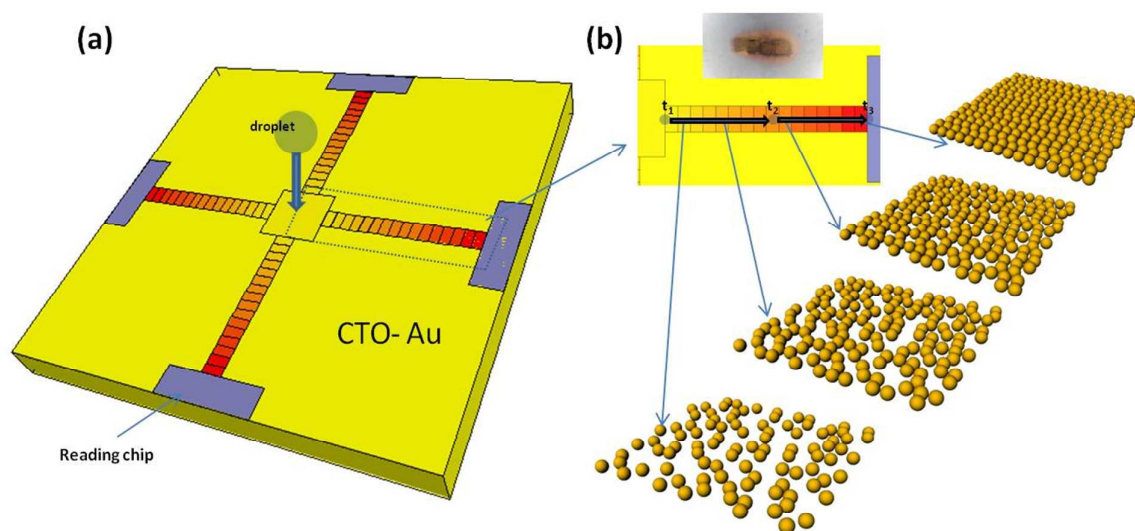 (a)
droplet
CTO- Au
Reading chip
(b)
t1 t2 t3